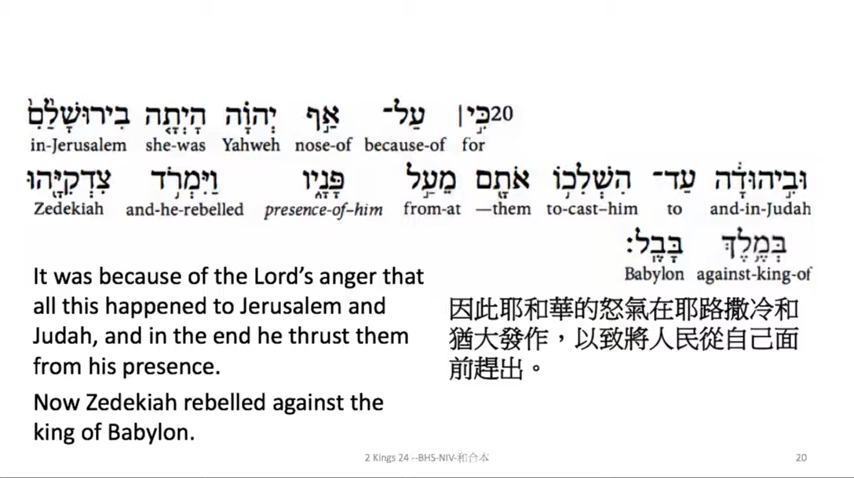 20כִּ֣י׀ עַל־ אַ֣ף יְהוָ֗ה הָיְתָ֤ה בִירוּשָׁלִַ֙ם֙
in-Jerusalem she-was Yahweh nose-of because-of for
וּבִ֣יהוּדָ֔ה עַד־ הִשְׁלִכ֥וֹ אֹתָ֖ם מֵעַ֣ל פָּנָ֑יו וַיִּמְרֹ֥ד צִדְקִיָּ֖הוּ
Zedekiah and-he-rebelled presence-of-him from-at —them to-cast-him to and-in-Judah
בְּמֶ֥לֶךְ בָּבֶֽל׃
Babylon against-king-of
It was because of the Lord’s anger that
all this happened to Jerusalem and
Judah, and in the end he thrust them
from his presence.
Now Zedekiah rebelled against the
king of Babylon.
因此耶和華的怒氣在耶路撒冷和
猶大發作，以致將人民從自己面
前趕出。
2 Kings 24 --BHS-NIV-和合本
20